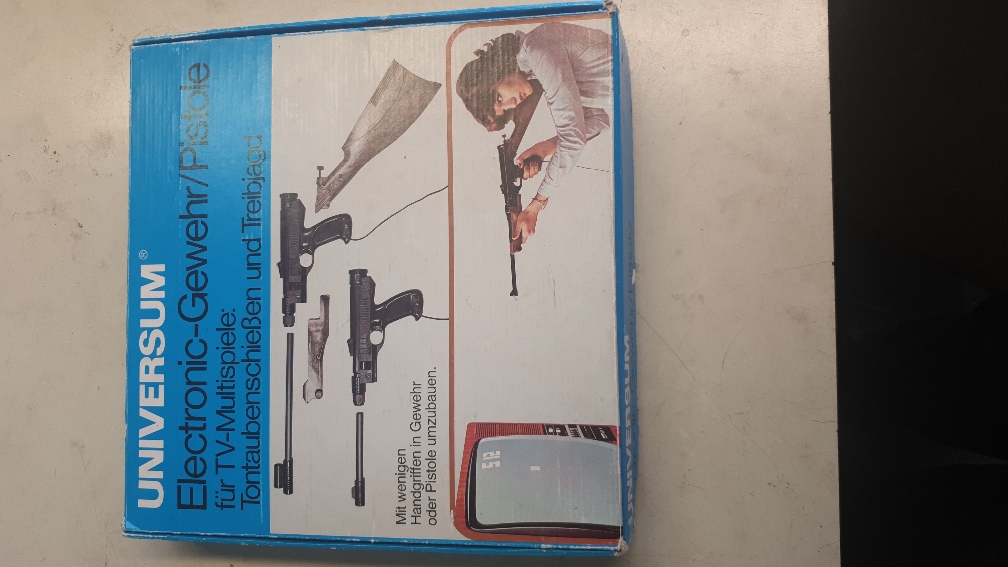 UNIVERSUM®
Electronic-Gewehr/Pistole
für TV-Multispiele:
Tontaubenschießen und Treibjagd
Mit wenigen
Handgriffen in Gewehr
oder Pistole umzubauen.
512
UNIVERSUM